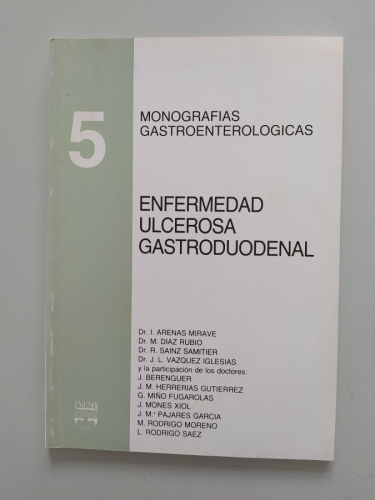 5
MONOGRAFIAS
GASTROENTEROLOGICAS
ENFERMEDAD
ULCEROSA
GASTRODUODENAL
Dr. I. ARENAS MIRAVE
Dr. M. DIAZ RUBIO
Dr. R. SAINZ SAMITIER
Dr. J. L. VAZQUEZ IGLESIAS
y la participación de los doctores:
J. BERENGUER
J. M. HERRERIAS GUTIERREZ
G. MIÑO FUGAROLAS
J. MONES XIOL
J. M.ª PAJARES GARCIA
M. RODRIGO MORENO
L. RODRIGO SAEZ